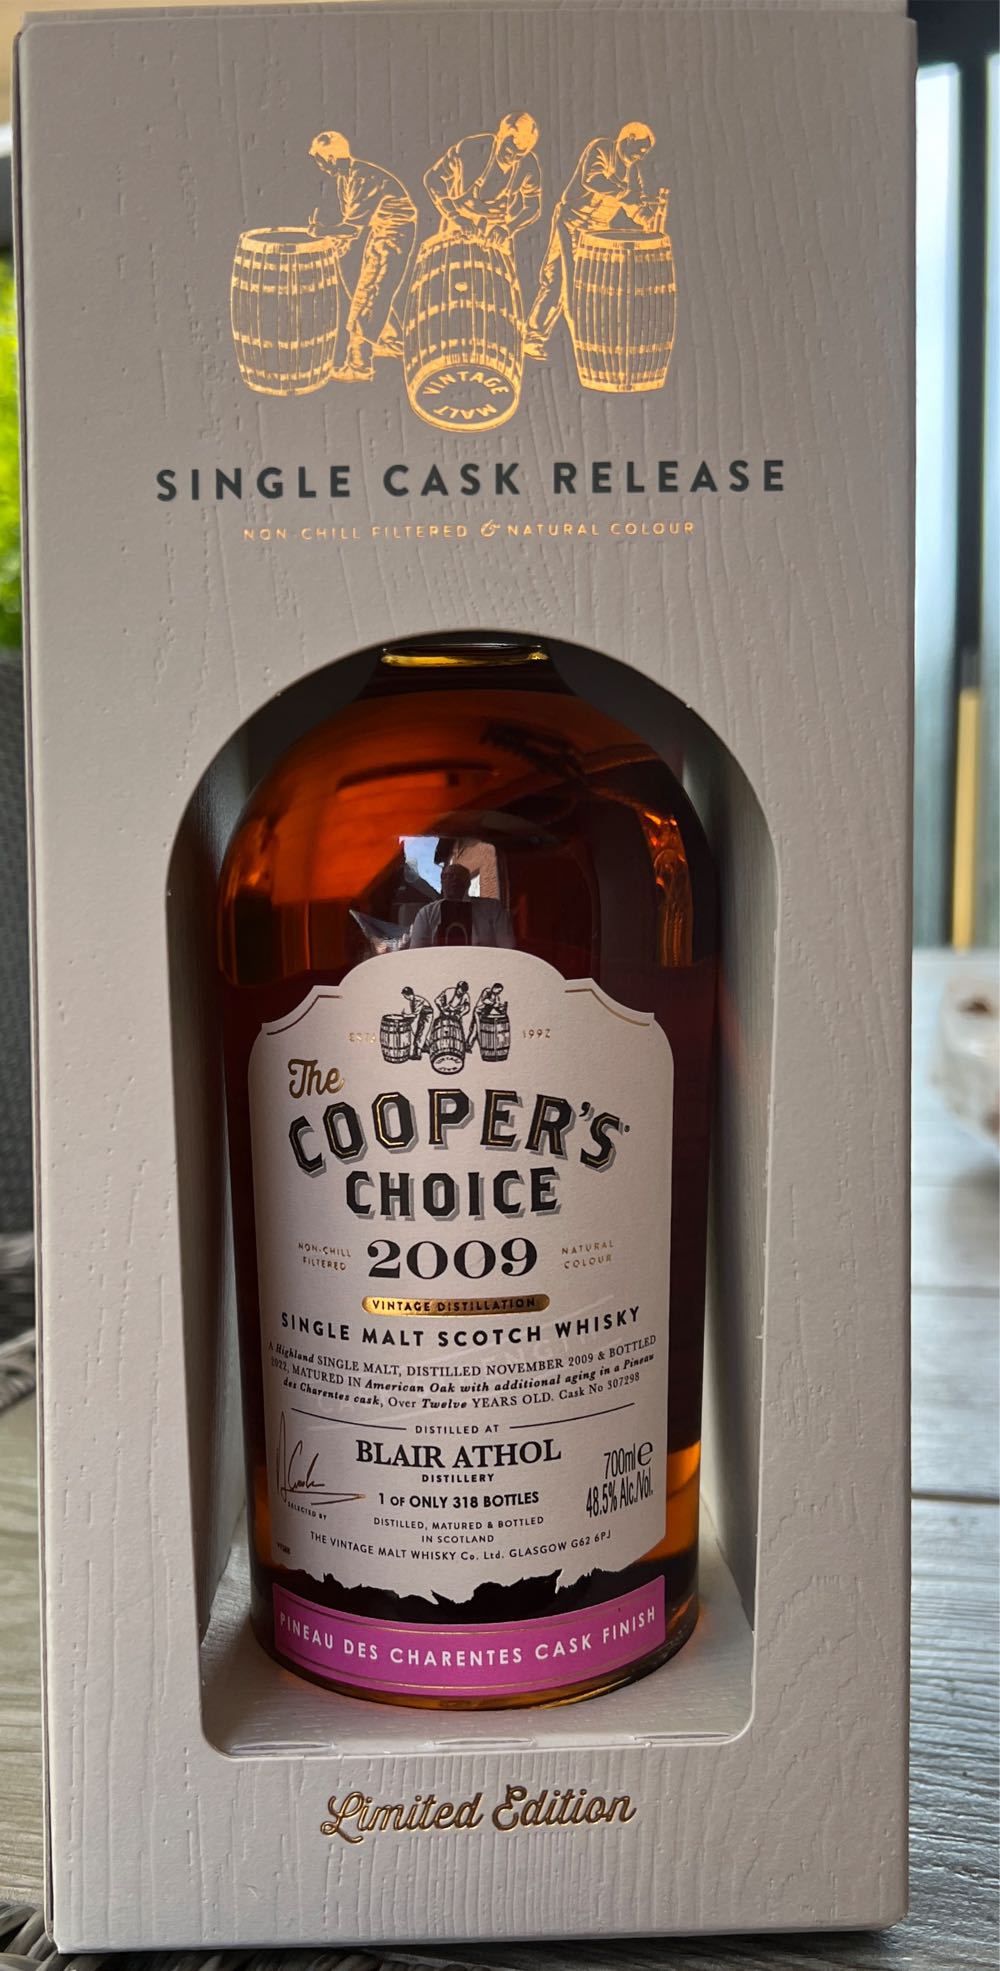 VINTAGE
MALT
SINGLE CASK RELEASE
NON-CHILL FILTERED & NATURAL COLOUR
ESTD 1992
The
COOPER'S
CHOICE
NON-CHILL FILTERED
2009
NATURAL COLOUR
VINTAGE DISTILLATION
SINGLE MALT SCOTCH WHISKY
A Highland SINGLE MALT, DISTILLED NOVEMBER 2009 & BOTTLED
2022, MATURED IN American Oak with additional aging in a Pineau
des Charentes cask, Over Twelve YEARS OLD. Cask No 307298
DISTILLED AT
BLAIR ATHOL
DISTILLERY
1 OF ONLY 318 BOTTLES
700ml e
48.5% Alc./Vol.
SELECTED BY
DISTILLED, MATURED & BOTTLED
IN SCOTLAND
THE VINTAGE MALT WHISKY Co. Ltd. GLASGOW G62 6PJ
PINEAU DES CHARENTES CASK FINISH
Limited Edition